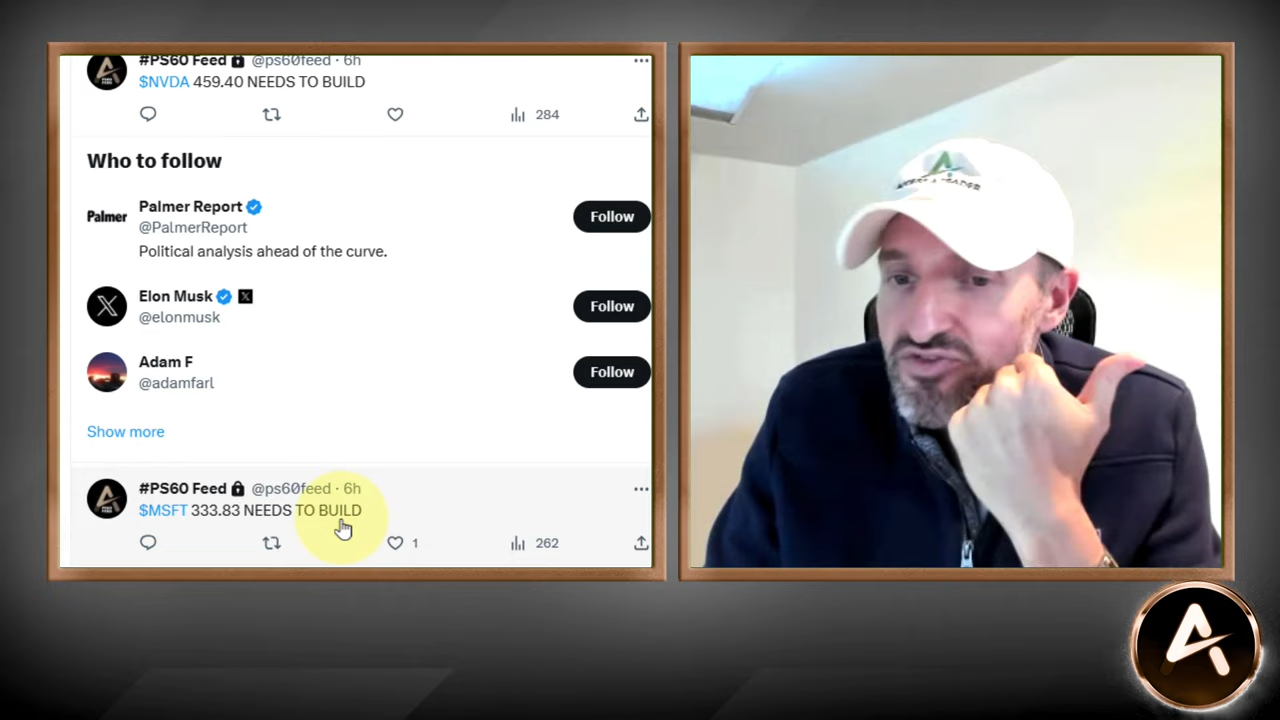 #PS60 Feed @ps60feed · 6h
$NVDA 459.40 NEEDS TO BUILD
284
Who to follow
Palmer
Palmer Report
@PalmerReport
Political analysis ahead of the curve.
Follow
Elon Musk
@elonmusk
Follow
Adam F
@adamfarl
Follow
Show more
#PS60 Feed @ps60feed · 6h
$MSFT 333.83 NEEDS TO BUILD
1
262